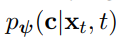 p_ψ(c|x_t, t)